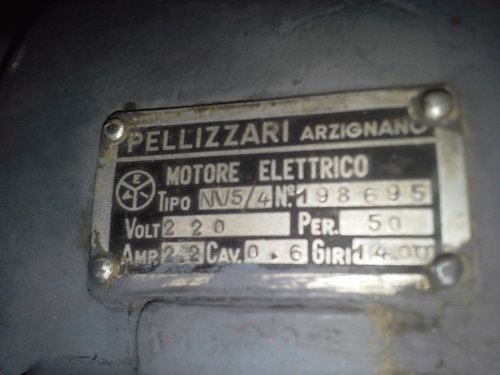 PELLIZZARI ARZIGNANO
MOTORE ELETTRICO
TIPO NV5/4 N° 198695
VOLT 220 PER. 50
AMP. 2.2 CAV. 0.6 GIRI 1400